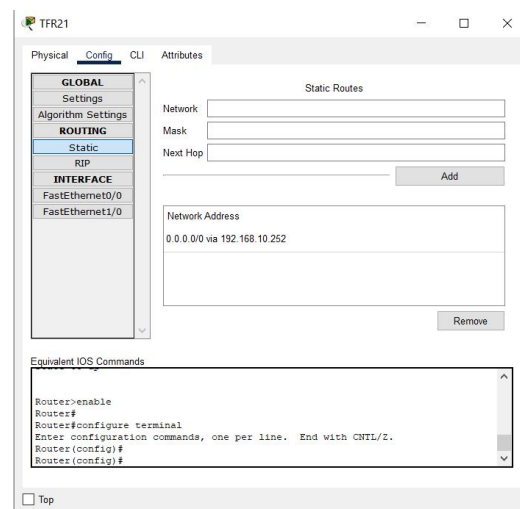 TFR21
Physical Config CLI Attributes
GLOBAL
Settings
Algorithm Settings
ROUTING
Static
RIP
INTERFACE
FastEthernet0/0
FastEthernet1/0
Static Routes
Network
Mask
Next Hop
Add
Network Address
0.0.0.0/0 via 192.168.10.252
Remove
Equivalent IOS Commands
Router>enable
Router#
Router#configure terminal
Enter configuration commands, one per line. End with CNTL/Z.
Router(config)#
Router(config)#
Top